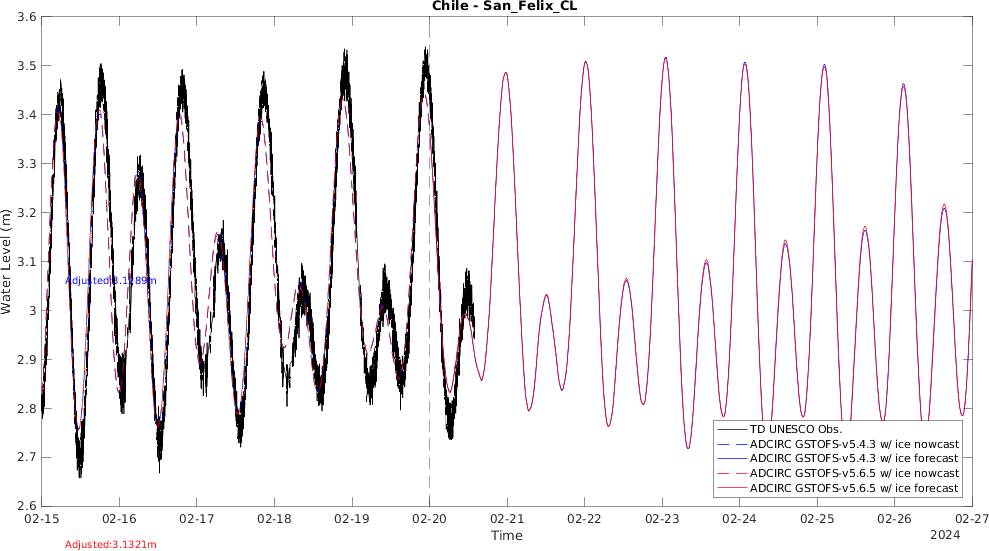 Chile - San_Felix_CL
3.6
3.5
3.4
3.3
3.2
3.1
3
2.9
2.8
2.7
2.6
Water Level (m)
Adjusted:3.1289m
TD UNESCO Obs.
ADCIRC GSTOFS-v5.4.3 w/ ice nowcast
ADCIRC GSTOFS-v5.4.3 w/ ice forecast
ADCIRC GSTOFS-v5.6.5 w/ ice nowcast
ADCIRC GSTOFS-v5.6.5 w/ ice forecast
02-15 02-16 02-17 02-18 02-19 02-20 02-21 02-22 02-23 02-24 02-25 02-26 02-27
Time
2024
Adjusted:3.1321m